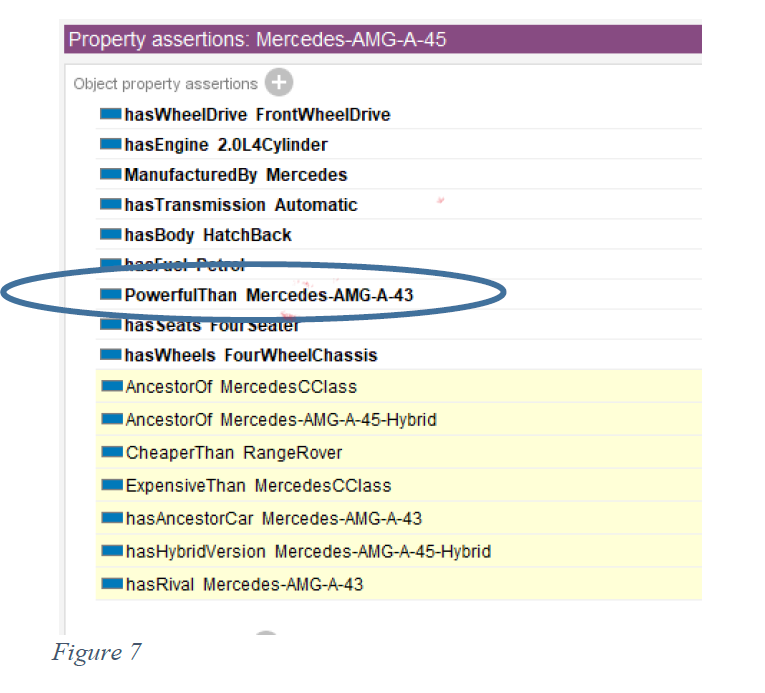 Property assertions: Mercedes-AMG-A-45
Object property assertions
hasWheelDrive FrontWheelDrive
hasEngine 2.0L4Cylinder
ManufacturedBy Mercedes
hasTransmission Automatic
hasBody HatchBack
hasFuel Petrol
PowerfulThan Mercedes-AMG-A-43
hasSeats FourSeater
hasWheels FourWheelChassis
AncestorOf MercedesCClass
AncestorOf Mercedes-AMG-A-45-Hybrid
CheaperThan RangeRover
ExpensiveThan MercedesCClass
hasAncestorCar Mercedes-AMG-A-43
hasHybridVersion Mercedes-AMG-A-45-Hybrid
hasRival Mercedes-AMG-A-43
Figure 7